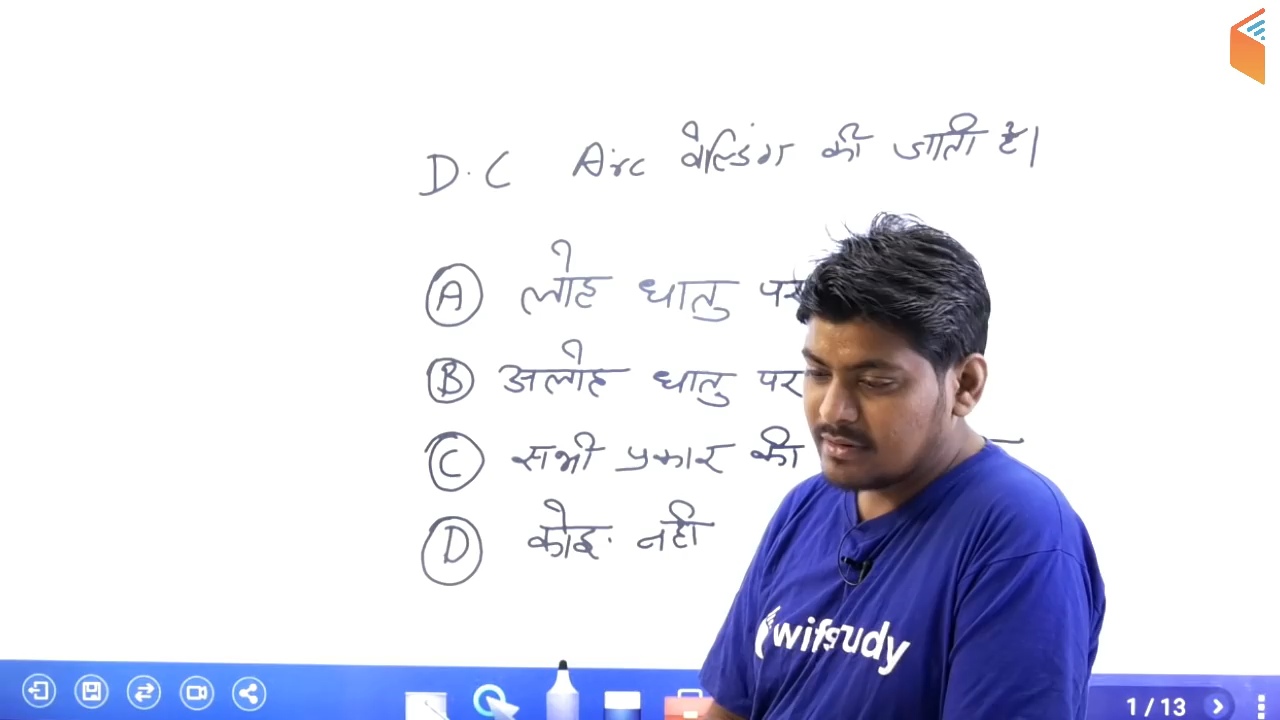 D.C Arc वेल्डिंग की जाती है।
A लोह धातु पर
B अलोह धातु पर
C सभी प्रकार की
D कोइ नही
wifistudy
1 / 13